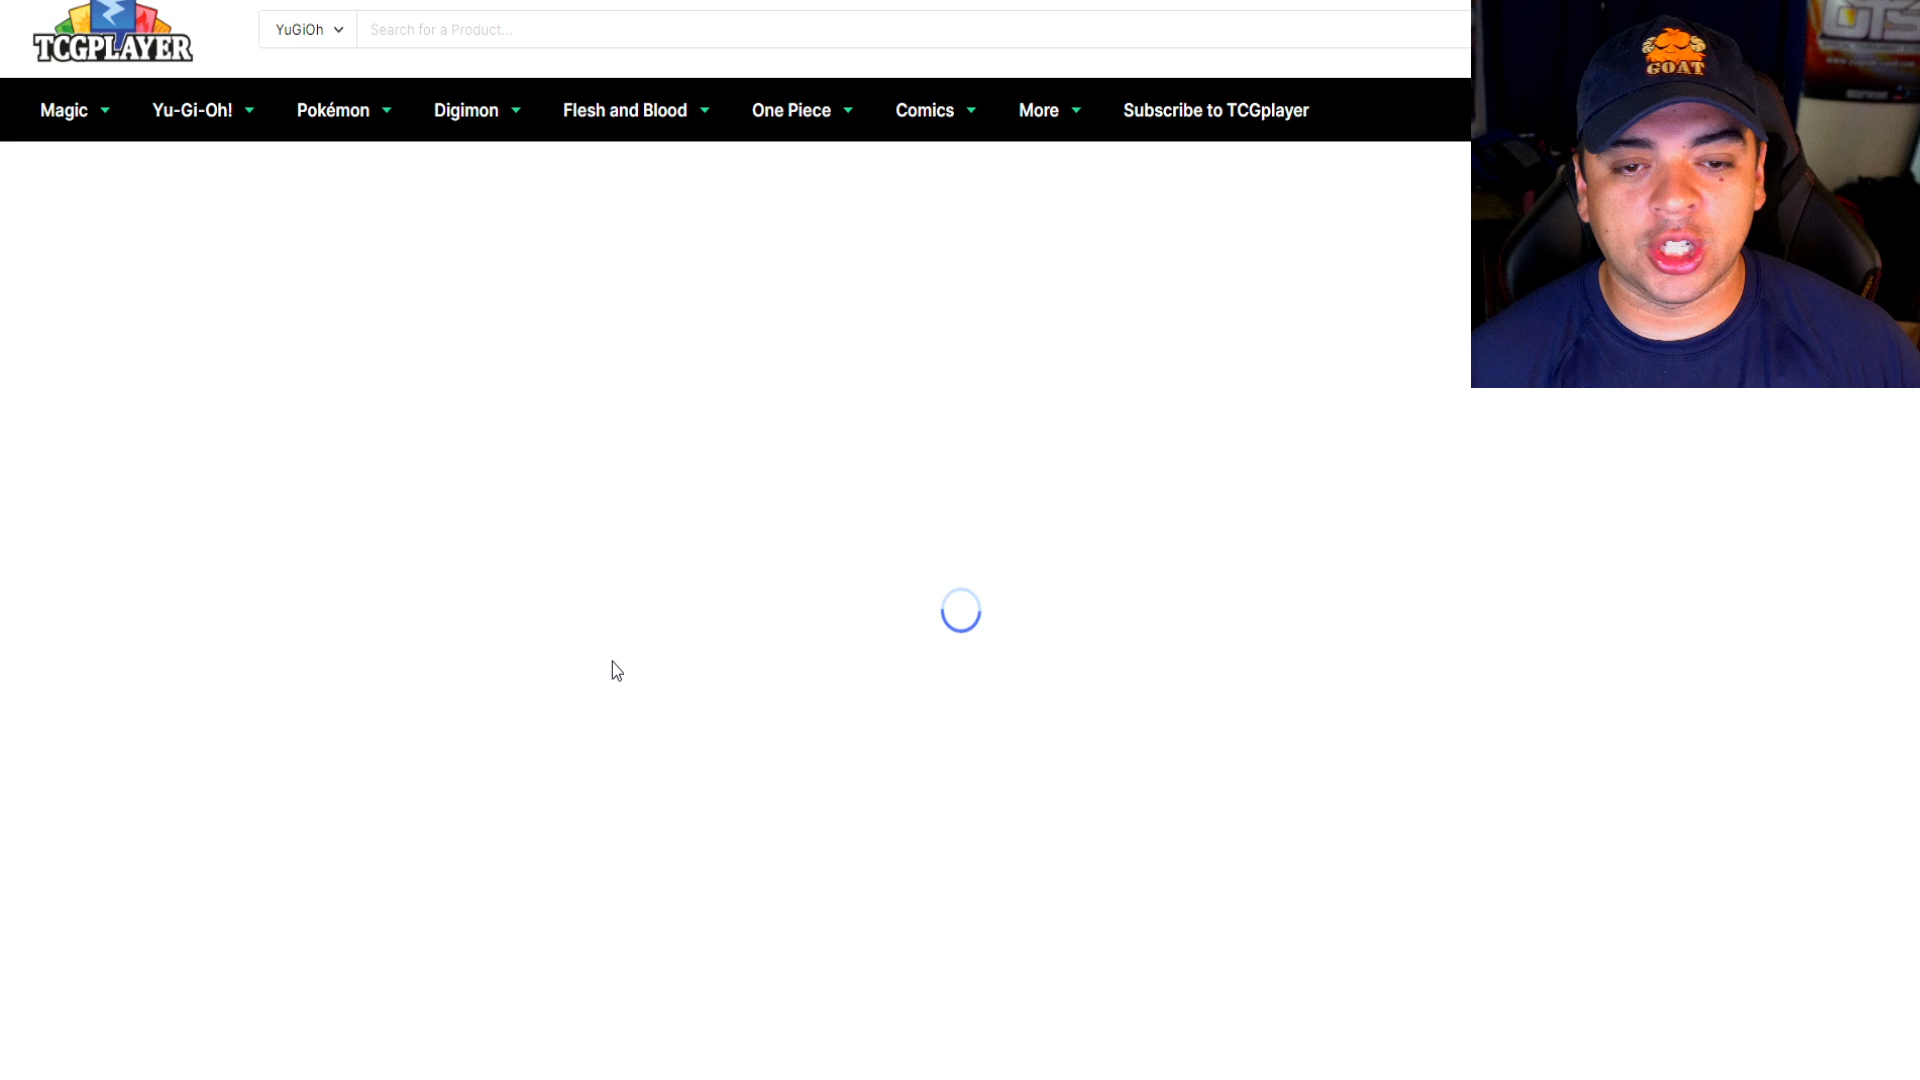 TCGPLAYER
YuGiOh
Search for a Product...
Magic
Yu-Gi-Oh!
Pokémon
Digimon
Flesh and Blood
One Piece
Comics
More
Subscribe to TCGplayer
GOAT
OTS